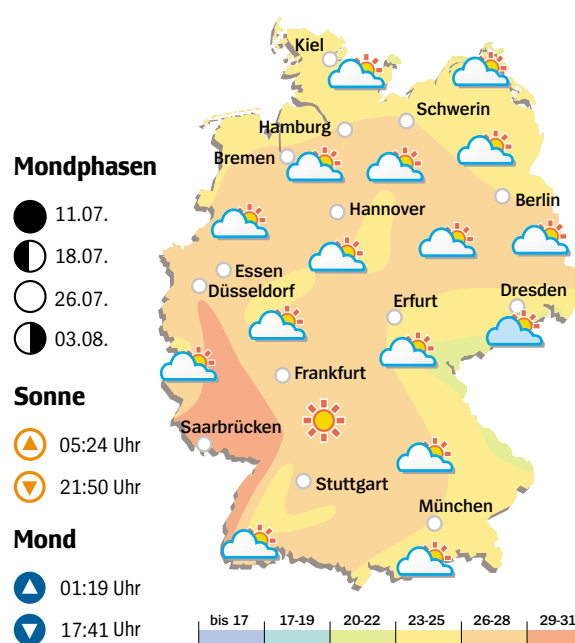 Kiel
Schwerin
Hamburg
Bremen
Mondphasen
Berlin
11.07.
Hannover
18.07.
Essen
Düsseldorf
Dresden
26.07.
Erfurt
03.08.
Frankfurt
Sonne
Saarbrücken
05:24 Uhr
Stuttgart
21:50 Uhr
München
Mond
01:19 Uhr
17:41 Uhr
bis 17 17-19 20-22 23-25 26-28 29-31